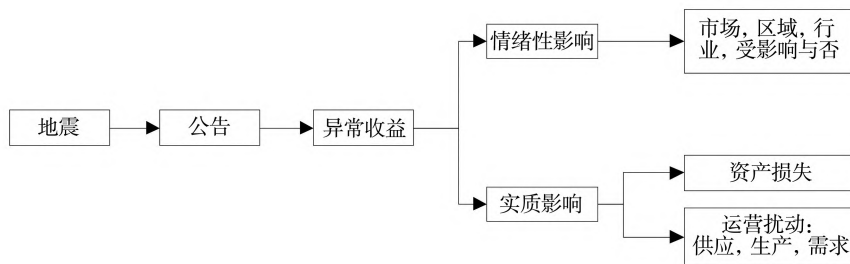 地震
公告
异常收益
情绪性影响
市场, 区域, 行
业, 受影响与否
实质影响
资产损失
运营扰动:
供应, 生产, 需求